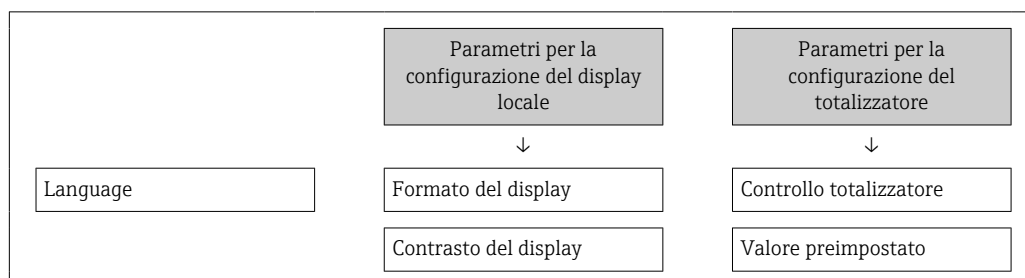 Parametri per la
configurazione del display
locale
Parametri per la
configurazione del
totalizzatore
↓
↓
Language
Formato del display
Controllo totalizzatore
Contrasto del display
Valore preimpostato